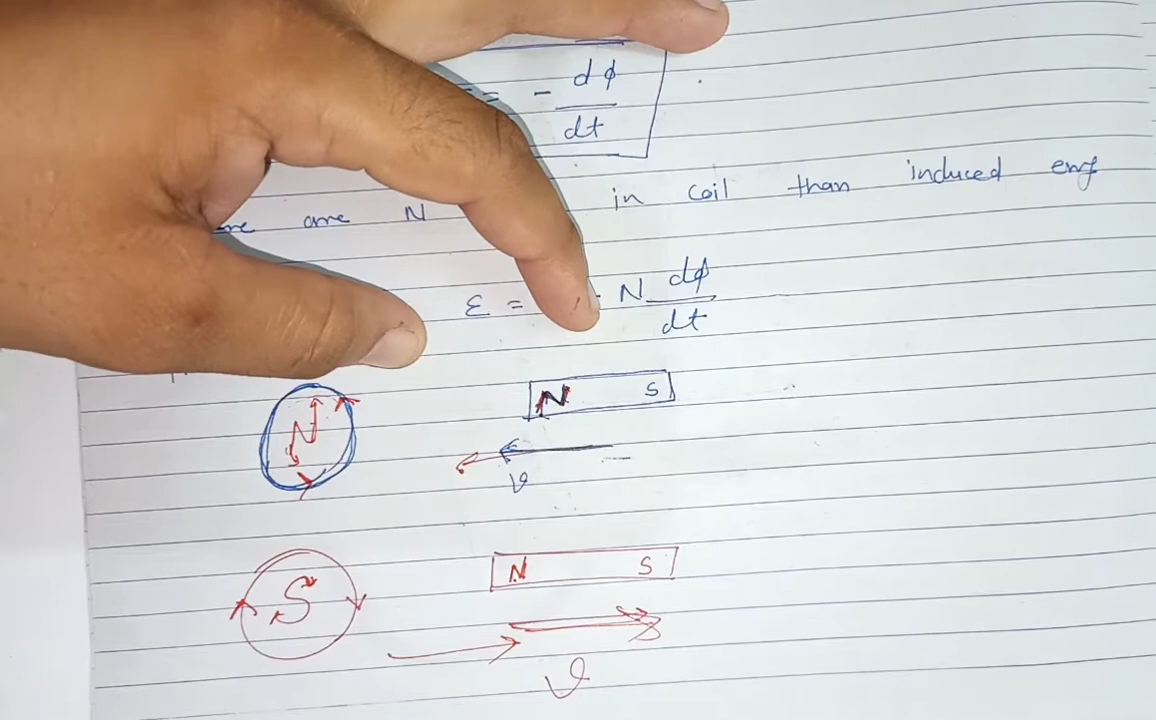 = - dφ/dt
are N in coil than induced emf
ε = - N dφ/dt
N N S
v
S N S
v